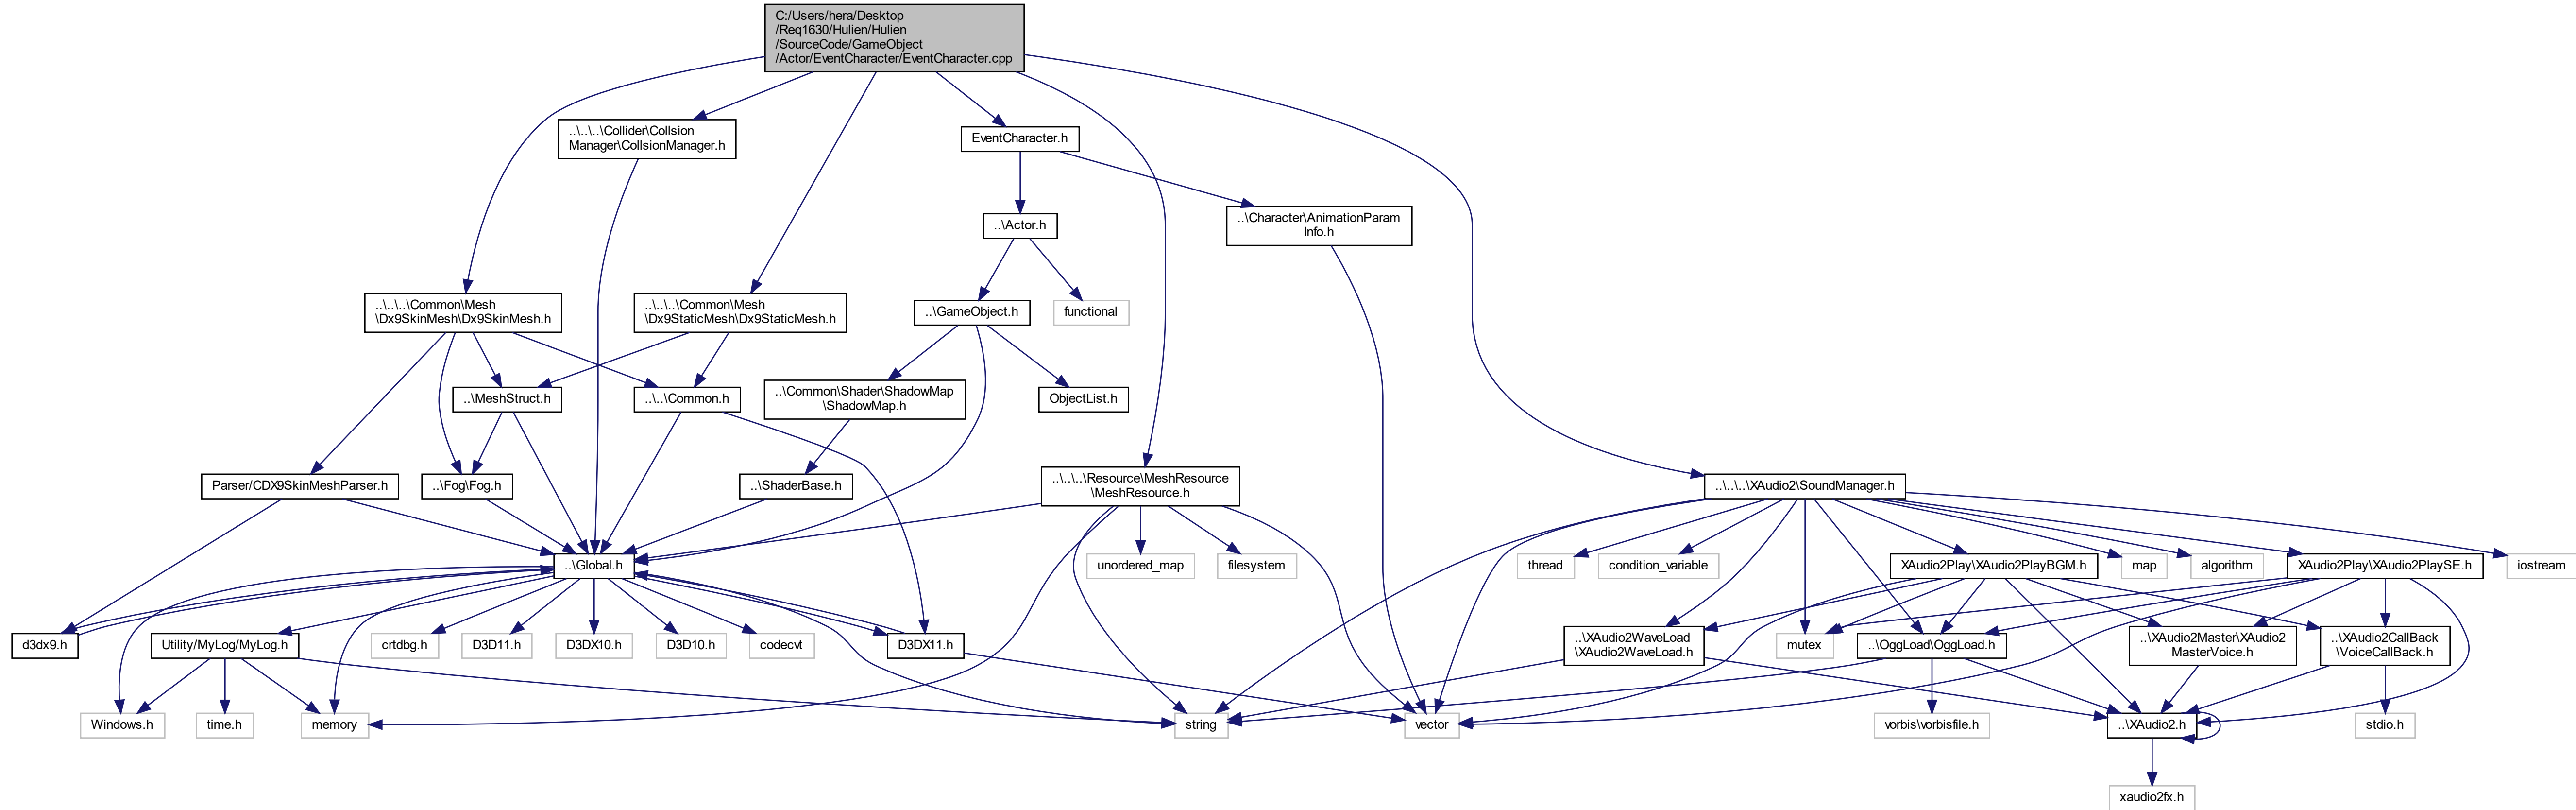 C:/Users/hera/Desktop
/Req1630/Hulien/Hulien
/SourceCode/GameObject
/Actor/EventCharacter/EventCharacter.cpp
..\..\..\Collider\Collsion
Manager\CollsionManager.h
EventCharacter.h
..\Actor.h
..\Character\AnimationParam
Info.h
..\..\..\Common\Mesh
\Dx9SkinMesh\Dx9SkinMesh.h
..\..\..\Common\Mesh
\Dx9StaticMesh\Dx9StaticMesh.h
..\GameObject.h
functional
..\MeshStruct.h
..\..\Common.h
..\Common\Shader\ShadowMap
\ShadowMap.h
ObjectList.h
Parser/CDX9SkinMeshParser.h
..\Fog\Fog.h
..\ShaderBase.h
..\..\..\Resource\MeshResource
\MeshResource.h
..\..\..\XAudio2\SoundManager.h
..\Global.h
unordered_map
filesystem
thread
condition_variable
XAudio2Play\XAudio2PlayBGM.h
map
algorithm
XAudio2Play\XAudio2PlaySE.h
iostream
d3dx9.h
Utility/MyLog/MyLog.h
crtdbg.h
D3D11.h
D3DX10.h
D3D10.h
codecvt
D3DX11.h
..\XAudio2WaveLoad
\XAudio2WaveLoad.h
mutex
..\OggLoad\OggLoad.h
..\XAudio2Master\XAudio2
MasterVoice.h
..\XAudio2CallBack
\VoiceCallBack.h
Windows.h
time.h
memory
string
vector
vorbis\vorbisfile.h
..\XAudio2.h
stdio.h
xaudio2fx.h